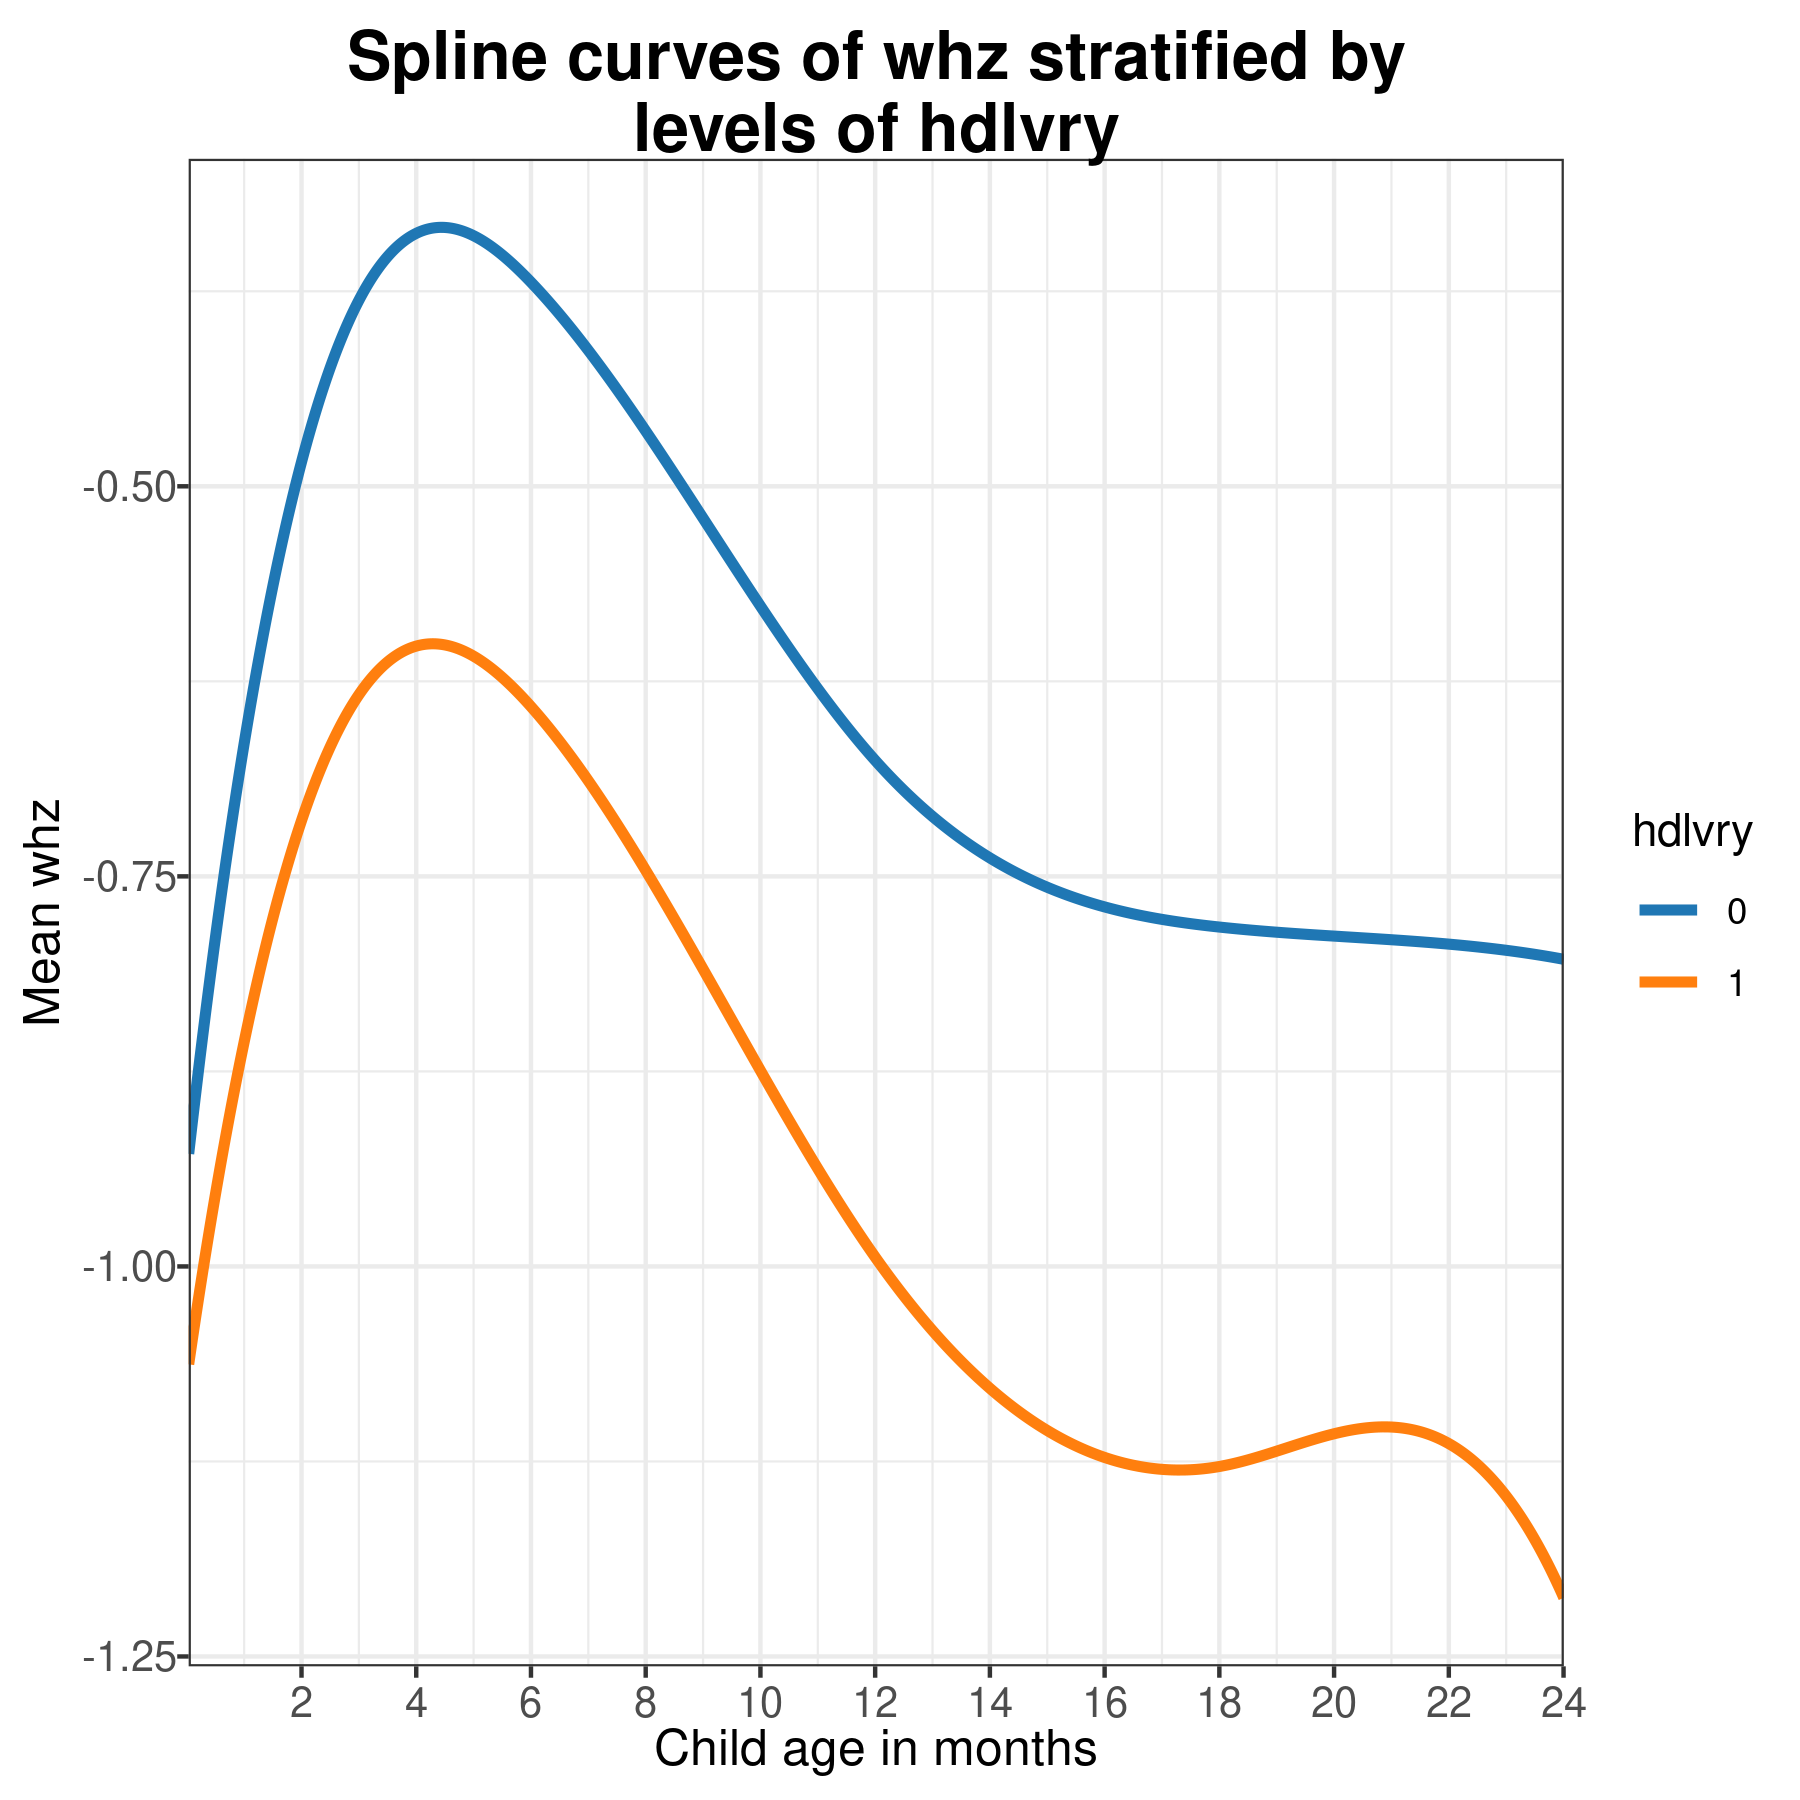 Spline curves of whz stratified by
levels of hdlvry
Mean whz
-0.50
-0.75
-1.00
-1.25
2 4 6 8 10 12 14 16 18 20 22 24
Child age in months
hdlvry
0
1